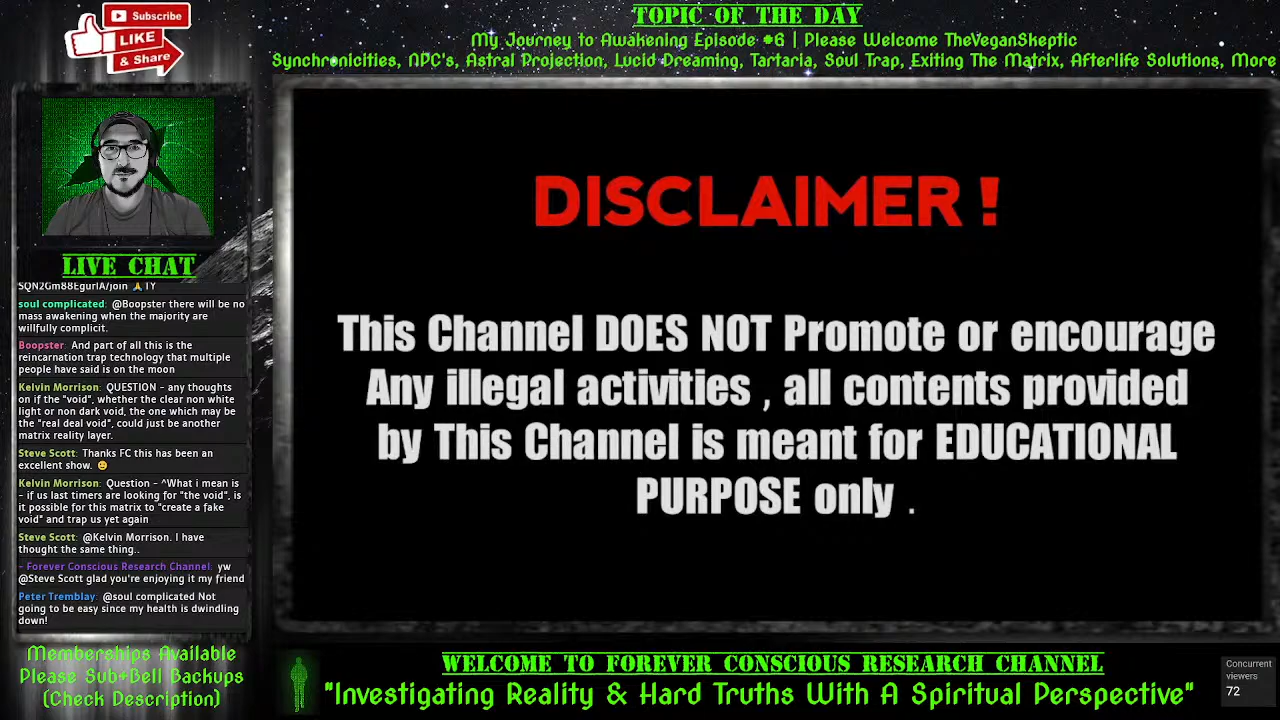 Subscribe
LIKE
& Share
TOPIC OF THE DAY
My Journey to Awakening Episode #6 | Please Welcome TheVeganSkeptic
Synchronicities, NPC's, Astral Projection, Lucid Dreaming, Tartaria, Soul Trap, Exiting The Matrix, Afterlife Solutions, More
DISCLAIMER !
This Channel DOES NOT Promote or encourage
Any illegal activities , all contents provided
by This Channel is meant for EDUCATIONAL
PURPOSE only .
LIVE CHAT
soul complicated: @Boopster there will be no
mass awakening when the majority are
willfully complicit.
Boopster: And part of all this is the
reincarnation trap technology that multiple
people have said is on the moon
Kelvin Morrison: QUESTION - any thoughts
on if the "void", whether the clear non white
light or non dark void, the one which may be
the "real deal void", could just be another
matrix reality layer.
Steve Scott: Thanks FC this has been an
excellent show. 🙂
Kelvin Morrison: Question - ^What i mean is
- if us last timers are looking for "the void", is
it possible for this matrix to "create a fake
void" and trap us yet again
Steve Scott: @Kelvin Morrison. I have
thought the same thing..
- Forever Conscious Research Channel: yw
@Steve Scott glad you're enjoying it my friend
Peter Tremblay: @soul complicated Not
going to be easy since my health is dwindling
down!
Memberships Available
Please Sub+Bell Backups
(Check Description)
WELCOME TO FOREVER CONSCIOUS RESEARCH CHANNEL
"Investigating Reality & Hard Truths With A Spiritual Perspective"
Concurrent
viewers
72